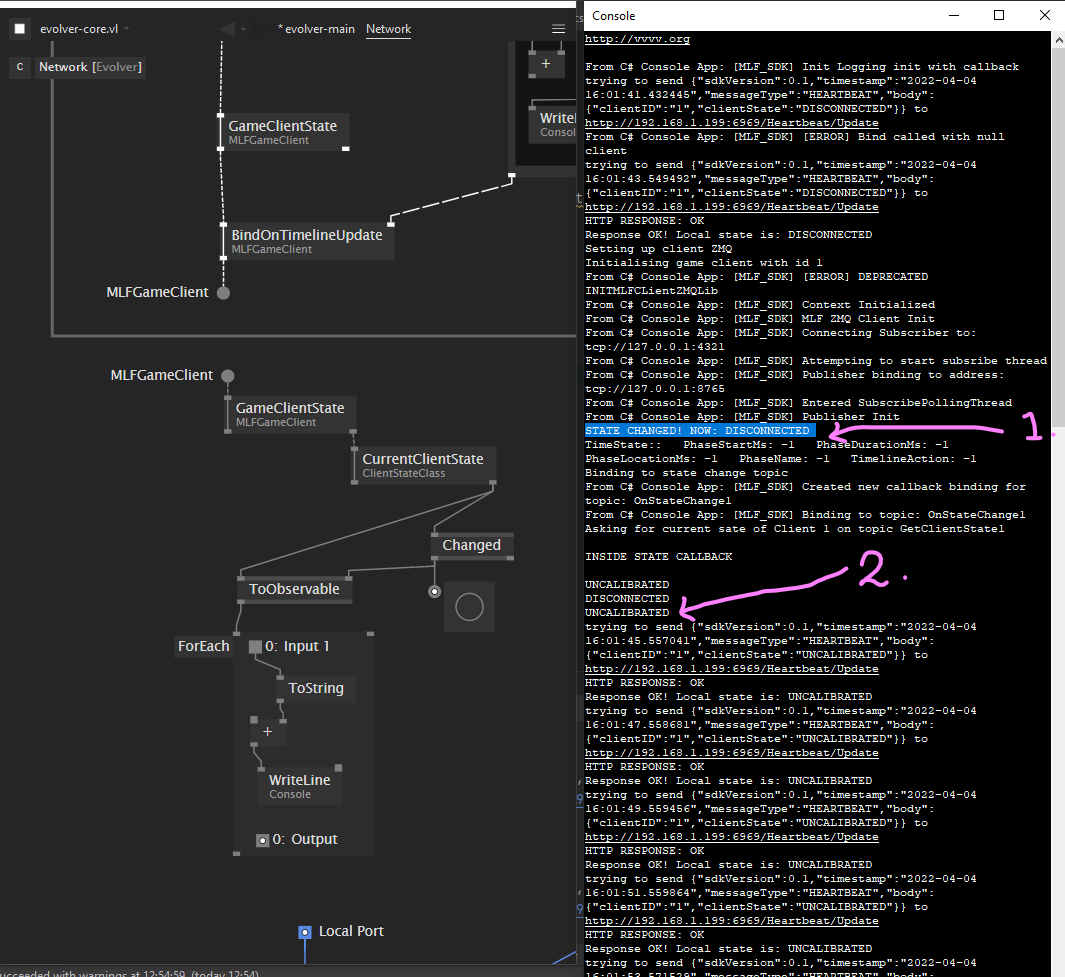 evolver-core.vl
* evolver-main
Network
C
Network [Evolver]
GameClientState
MLFGameClient
+
Write
Consol
BindOnTimelineUpdate
MLFGameClient
MLFGameClient
MLFGameClient
GameClientState
MLFGameClient
CurrentClientState
ClientStateClass
Changed
ToObservable
ForEach
0: Input 1
ToString
+
WriteLine
Console
0: Output
Local Port
ucceeded with warnings at 12:54:59. (today 12:54)
Console
http://vvvv.org
From C# Console App: [MLF_SDK] Init Logging init with callback
trying to send {"sdkVersion":0.1,"timestamp":"2022-04-04
16:01:41.432445","messageType":"HEARTBEAT","body":
{"clientID":"1","clientState":"DISCONNECTED"}} to
http://192.168.1.199:6969/Heartbeat/Update
From C# Console App: [MLF_SDK] [ERROR] Bind called with null
client
trying to send {"sdkVersion":0.1,"timestamp":"2022-04-04
16:01:43.549492","messageType":"HEARTBEAT","body":
{"clientID":"1","clientState":"DISCONNECTED"}} to
http://192.168.1.199:6969/Heartbeat/Update
HTTP RESPONSE: OK
Response OK! Local state is: DISCONNECTED
Setting up client ZMQ
Initialising game client with id 1
From C# Console App: [MLF_SDK] [ERROR] DEPRECATED
INITMLFCLientZMQLib
From C# Console App: [MLF_SDK] Context Initialized
From C# Console App: [MLF_SDK] MLF ZMQ Client Init
From C# Console App: [MLF_SDK] Connecting Subscriber to:
tcp://127.0.0.1:4321
From C# Console App: [MLF_SDK] Attempting to start subsribe thread
From C# Console App: [MLF_SDK] Publisher binding to address:
tcp://127.0.0.1:8765
From C# Console App: [MLF_SDK] Entered SubscribePollingThread
From C# Console App: [MLF_SDK] Publisher Init
STATE CHANGED! NOW: DISCONNECTED
1.
TimeState:: PhaseStartMs: -1 PhaseDurationMs: -1
PhaseLocationMs: -1 PhaseName: -1 TimelineAction: -1
Binding to state change topic
From C# Console App: [MLF_SDK] Created new callback binding for
topic: OnStateChange1
From C# Console App: [MLF_SDK] Binding to topic: OnStateChange1
Asking for current sate of Client 1 on topic GetClientState1
INSIDE STATE CALLBACK
2.
UNCALIBRATED
DISCONNECTED
UNCALIBRATED
trying to send {"sdkVersion":0.1,"timestamp":"2022-04-04
16:01:45.557041","messageType":"HEARTBEAT","body":
{"clientID":"1","clientState":"UNCALIBRATED"}} to
http://192.168.1.199:6969/Heartbeat/Update
HTTP RESPONSE: OK
Response OK! Local state is: UNCALIBRATED
trying to send {"sdkVersion":0.1,"timestamp":"2022-04-04
16:01:47.558681","messageType":"HEARTBEAT","body":
{"clientID":"1","clientState":"UNCALIBRATED"}} to
http://192.168.1.199:6969/Heartbeat/Update
HTTP RESPONSE: OK
Response OK! Local state is: UNCALIBRATED
trying to send {"sdkVersion":0.1,"timestamp":"2022-04-04
16:01:49.559456","messageType":"HEARTBEAT","body":
{"clientID":"1","clientState":"UNCALIBRATED"}} to
http://192.168.1.199:6969/Heartbeat/Update
HTTP RESPONSE: OK
Response OK! Local state is: UNCALIBRATED
trying to send {"sdkVersion":0.1,"timestamp":"2022-04-04
16:01:51.559864","messageType":"HEARTBEAT","body":
{"clientID":"1","clientState":"UNCALIBRATED"}} to
http://192.168.1.199:6969/Heartbeat/Update
HTTP RESPONSE: OK
Response OK! Local state is: UNCALIBRATED
trying to send {"sdkVersion":0.1,"timestamp":"2022-04-04
16:01:53.571529","messageType":"HEARTBEAT","body":